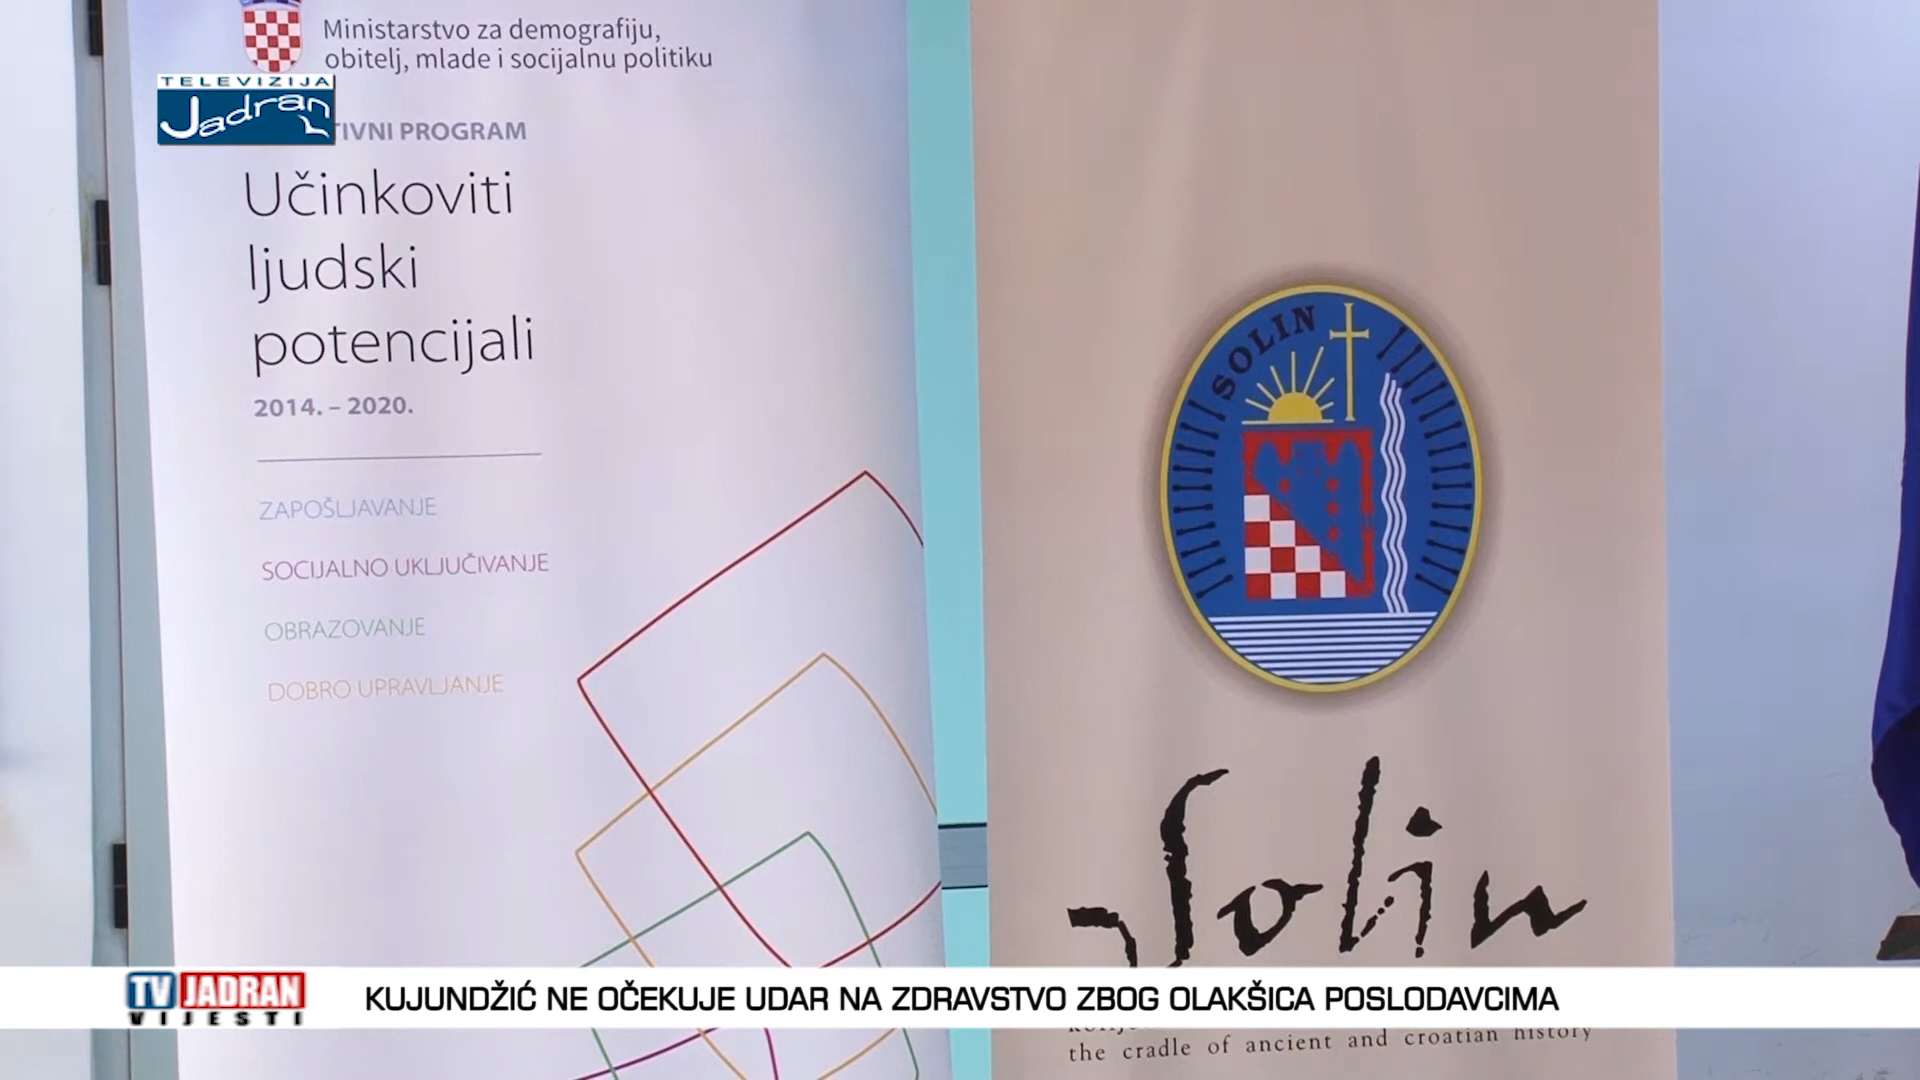 Ministarstvo za demografiju,
obitelj, mlade i socijalnu politiku
TELEVIZIJA
Jadran
PROGRAM
Učinkoviti
ljudski
potencijali
2014. – 2020.
ZAPOŠLJAVANJE
SOCIJALNO UKLJUČIVANJE
OBRAZOVANJE
DOBRO UPRAVLJANJE
SOLIN
Solin
the cradle of ancient and croatian history
TV JADRAN
VIJESTI
KUJUNDŽIĆ NE OČEKUJE UDAR NA ZDRAVSTVO ZBOG OLAKŠICA POSLODAVCIMA